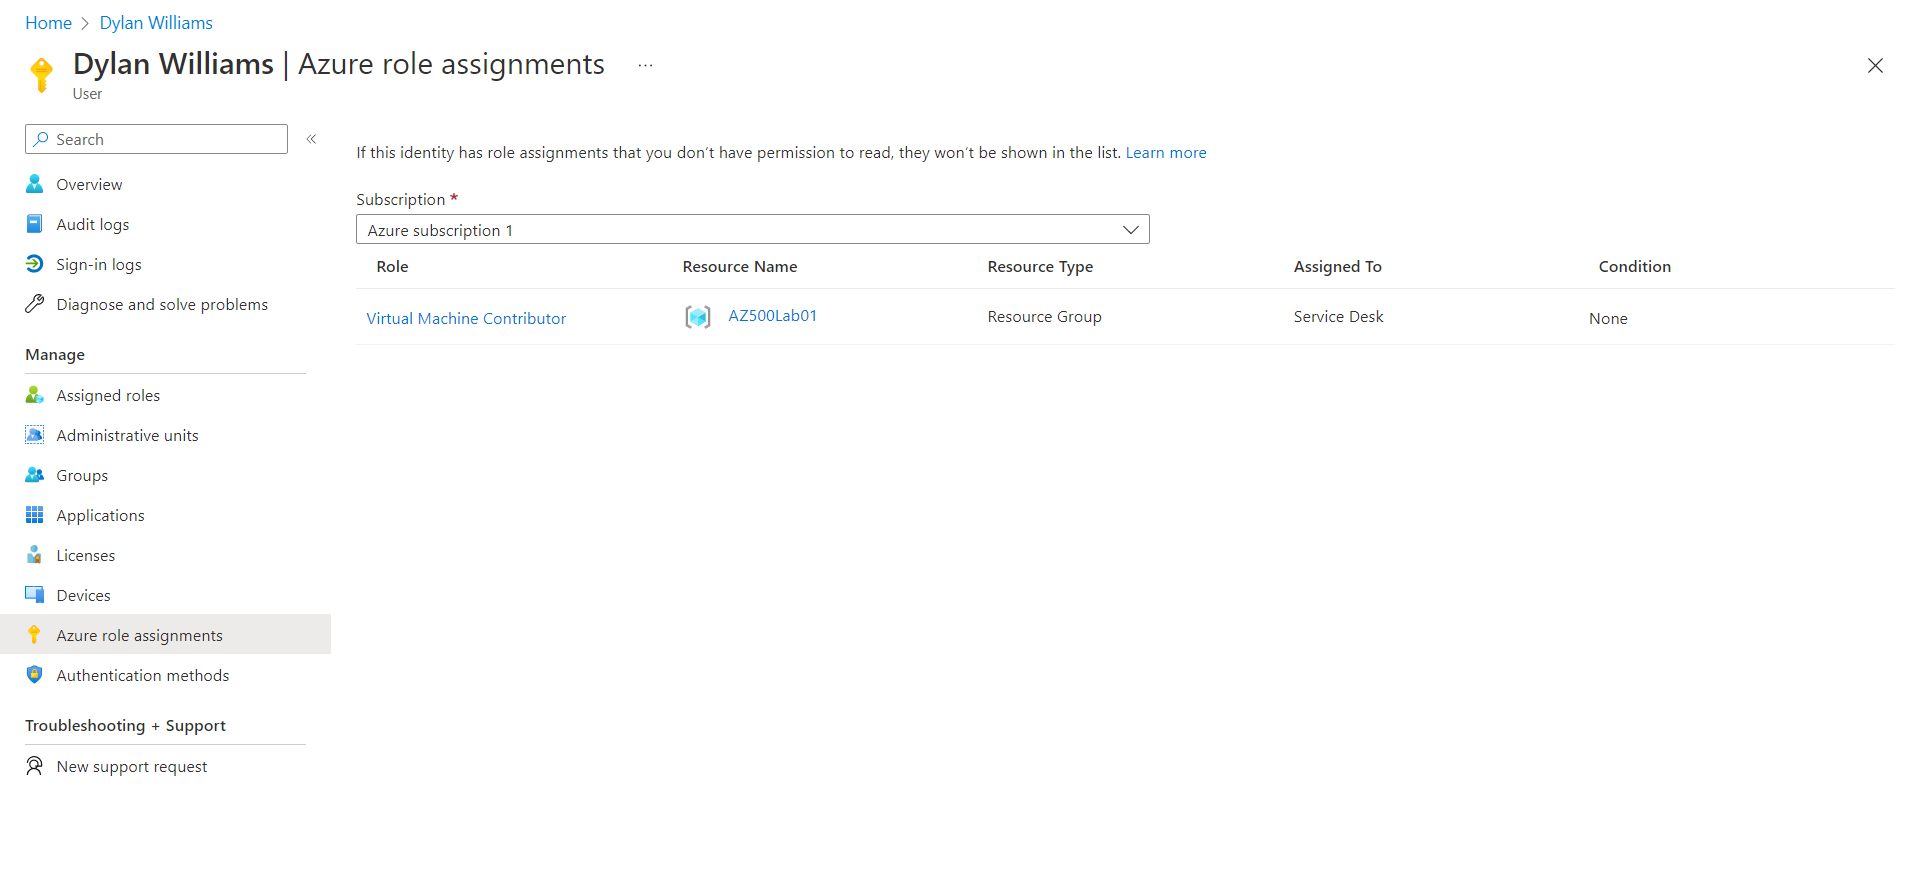 Home > Dylan Williams
Dylan Williams | Azure role assignments ...
User
Search «
Overview
Audit logs
Sign-in logs
Diagnose and solve problems
Manage
Assigned roles
Administrative units
Groups
Applications
Licenses
Devices
Azure role assignments
Authentication methods
Troubleshooting + Support
New support request
If this identity has role assignments that you don't have permission to read, they won't be shown in the list. Learn more
Subscription *
Azure subscription 1
Role Resource Name Resource Type Assigned To Condition
Virtual Machine Contributor AZ500Lab01 Resource Group Service Desk None